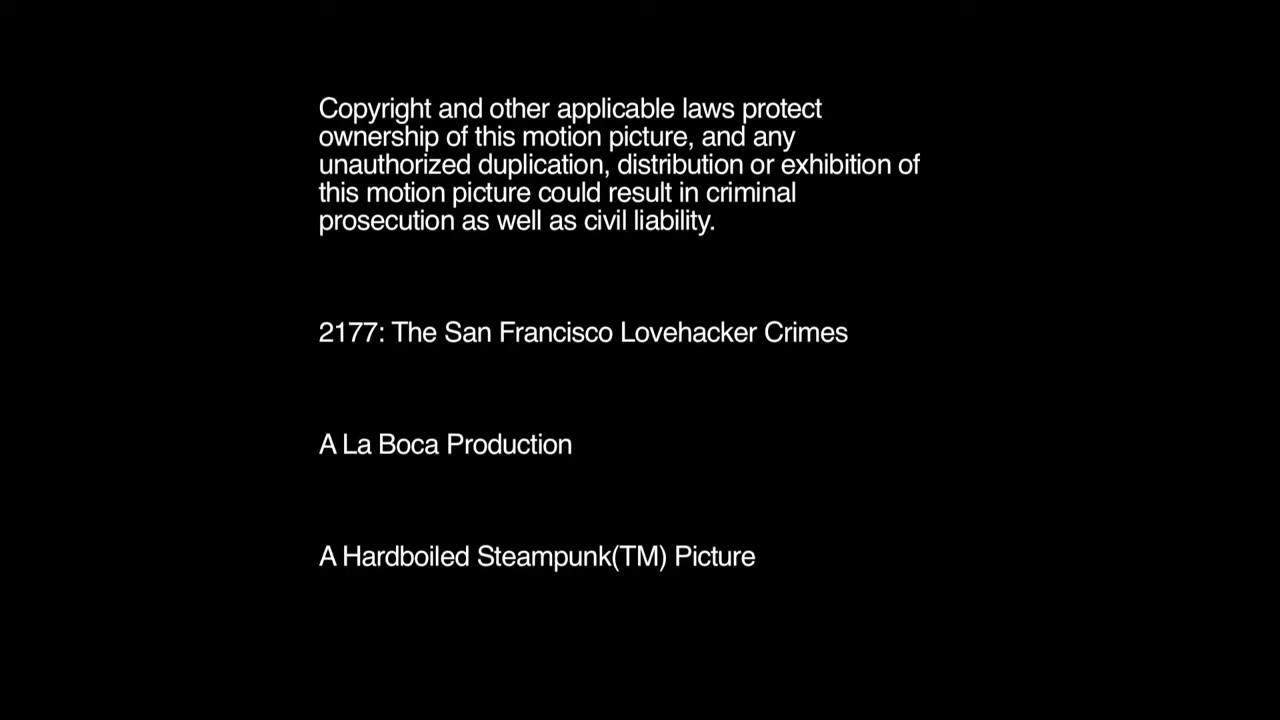 Copyright and other applicable laws protect
ownership of this motion picture, and any
unauthorized duplication, distribution or exhibition of
this motion picture could result in criminal
prosecution as well as civil liability.
2177: The San Francisco Lovehacker Crimes
A La Boca Production
A Hardboiled Steampunk(TM) Picture